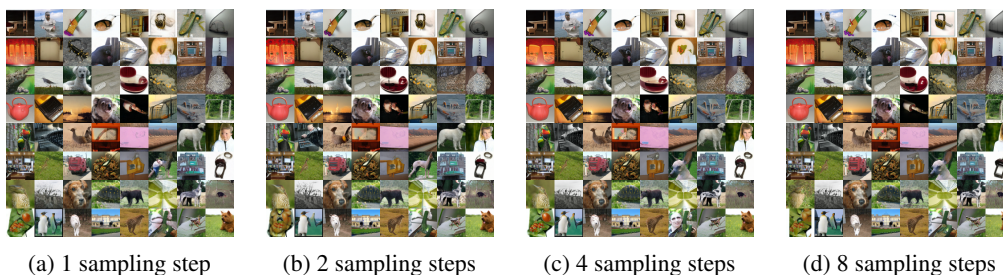 (a) 1 sampling step
(b) 2 sampling steps
(c) 4 sampling steps
(d) 8 sampling steps